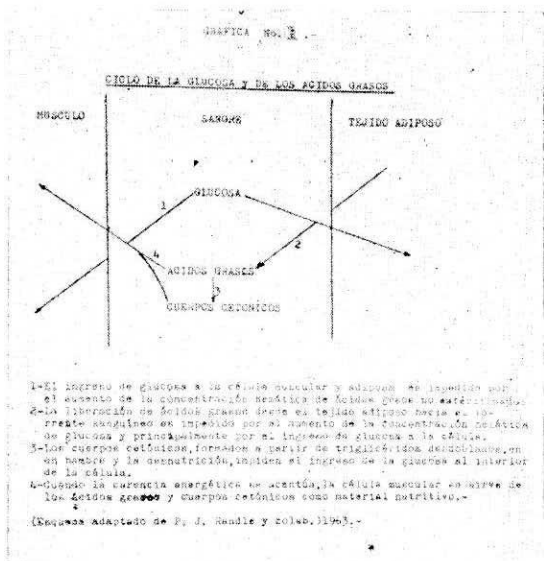 GRAFICA No.
CICLO DE LA GLUCOSA y DE LOS ACIDOS GRASOS
MUSCULO SANGRE TEJIDO ADIPOSO
GLUCOSA
1
2
4
ACIDOS GRASOS
3
CUERPOS CETONICOS
1-El ingreso de glucosa a la célula muscular y adiposa es impedido por
el aumento de la concentración hemática de ácidos grasos no esterificados.
2-La liberación de ácidos grasos desde el tejido adiposo hacia el to-
rrente sanguíneo es impedido por el aumento de la concentración hemática
de glucosa y principalmente por el ingreso de glucosa a la célula.
3-Los cuerpos cetónicos, formados a partir de triglicéridos desdoblados, en
hambre y la desnutrición, impiden el ingreso de la glucosa al interior
de la célula.
4-Cuando la carencia energética se acentúa, la célula muscular se sirve de
los ácidos grasos y cuerpos cetónicos como material nutritivo.-
(Esquema adaptado de P. J. Randle y colab.)1963.-